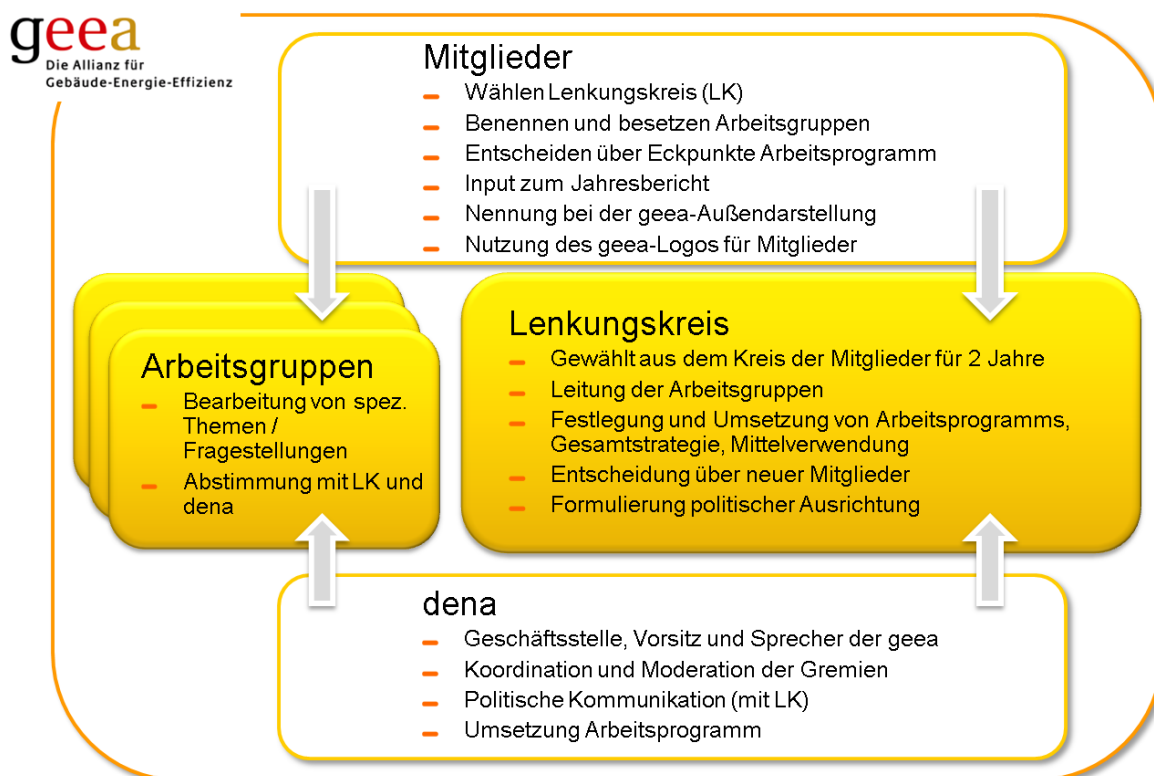 geea
Die Allianz für
Gebäude-Energie-Effizienz
Mitglieder
Wählen Lenkungskreis (LK)
Benennen und besetzen Arbeitsgruppen
Entscheiden über Eckpunkte Arbeitsprogramm
Input zum Jahresbericht
Nennung bei der geea-Außendarstellung
Nutzung des geea-Logos für Mitglieder
Arbeitsgruppen
Bearbeitung von spez.
Themen /
Fragestellungen
Abstimmung mit LK und
dena
Lenkungskreis
Gewählt aus dem Kreis der Mitglieder für 2 Jahre
Leitung der Arbeitsgruppen
Festlegung und Umsetzung von Arbeitsprogramms,
Gesamtstrategie, Mittelverwendung
Entscheidung über neuer Mitglieder
Formulierung politischer Ausrichtung
dena
Geschäftsstelle, Vorsitz und Sprecher der geea
Koordination und Moderation der Gremien
Politische Kommunikation (mit LK)
Umsetzung Arbeitsprogramm